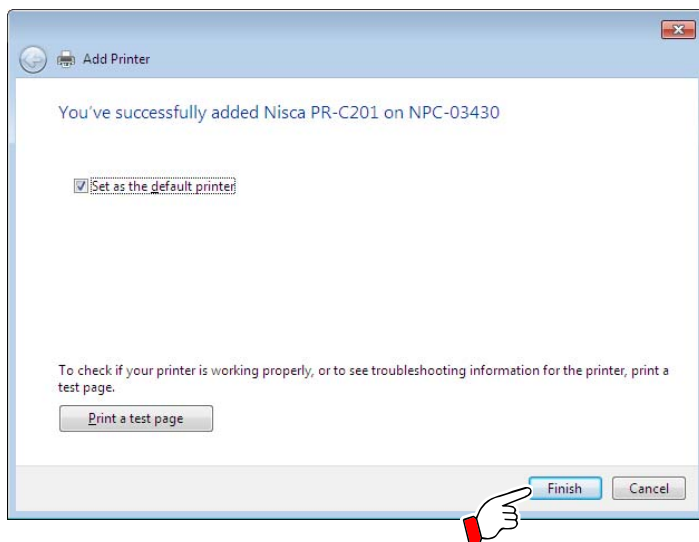 Add Printer
You've successfully added Nisca PR-C201 on NPC-03430
Set as the default printer
To check if your printer is working properly, or to see troubleshooting information for the printer, print a
test page.
Print a test page
Finish Cancel